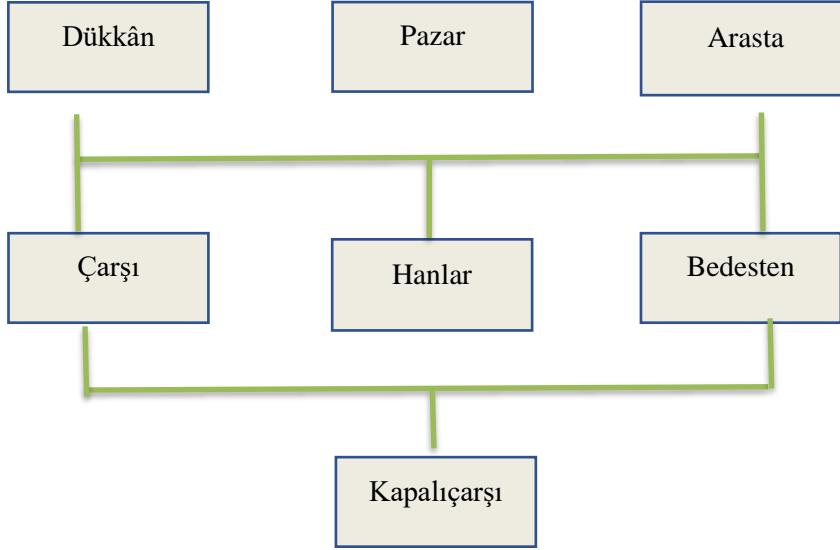 Dükkân
Pazar
Arasta
Çarşı
Hanlar
Bedesten
Kapalıçarşı